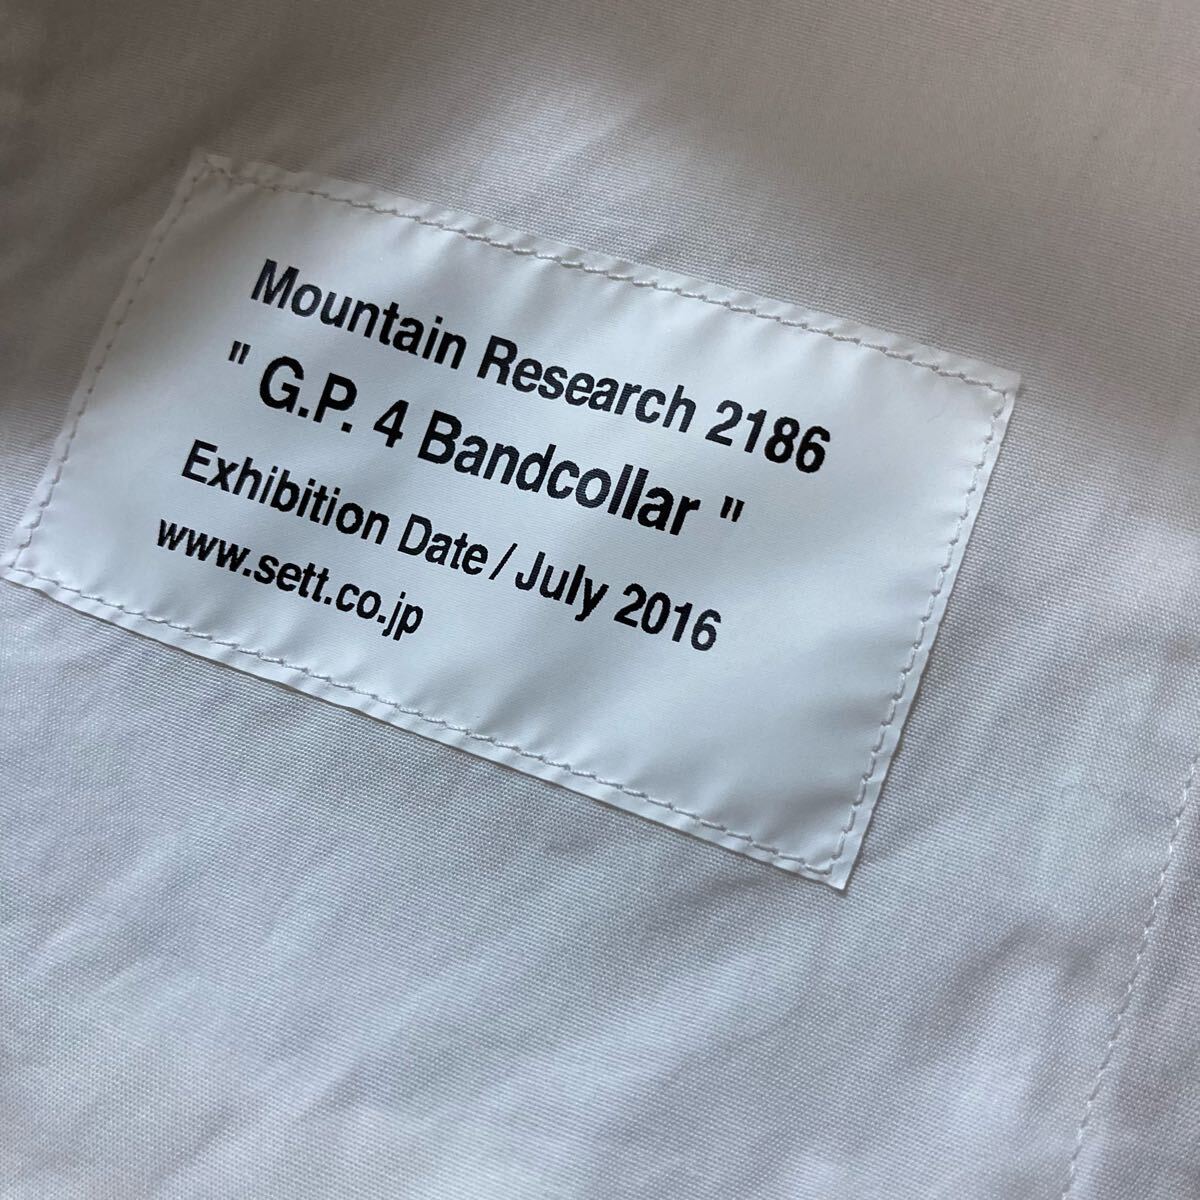 Mountain Research 2186
" G.P. 4 Bandcollar "
Exhibition Date / July 2016
www.sett.co.jp